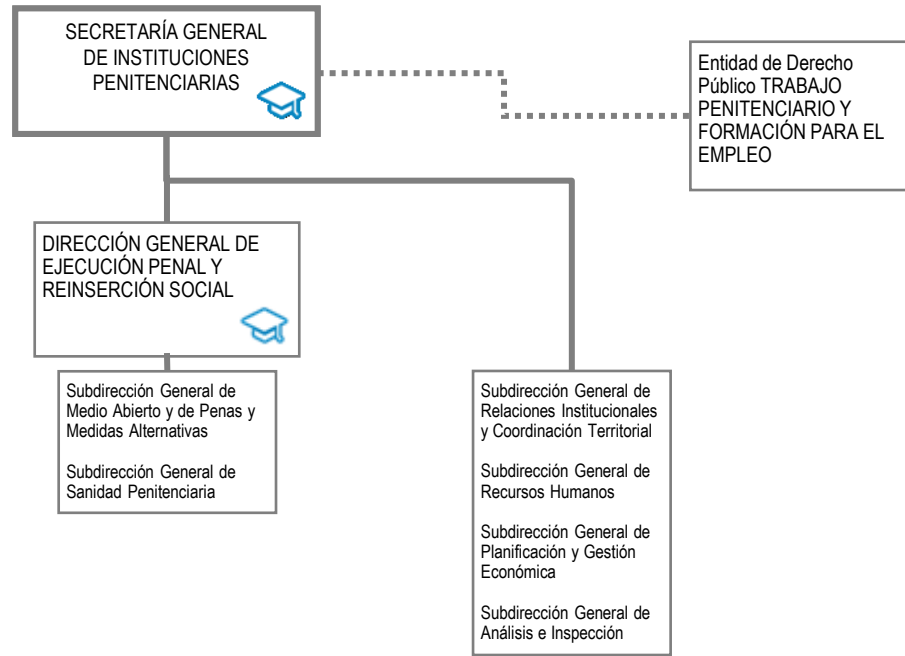 SECRETARÍA GENERAL
DE INSTITUCIONES
PENITENCIARIAS
Entidad de Derecho
Público TRABAJO
PENITENCIARIO Y
FORMACIÓN PARA EL
EMPLEO
DIRECCIÓN GENERAL DE
EJECUCIÓN PENAL Y
REINSERCIÓN SOCIAL
Subdirección General de
Medio Abierto y de Penas y
Medidas Alternativas
Subdirección General de
Sanidad Penitenciaria
Subdirección General de
Relaciones Institucionales
y Coordinación Territorial
Subdirección General de
Recursos Humanos
Subdirección General de
Planificación y Gestión
Económica
Subdirección General de
Análisis e Inspección